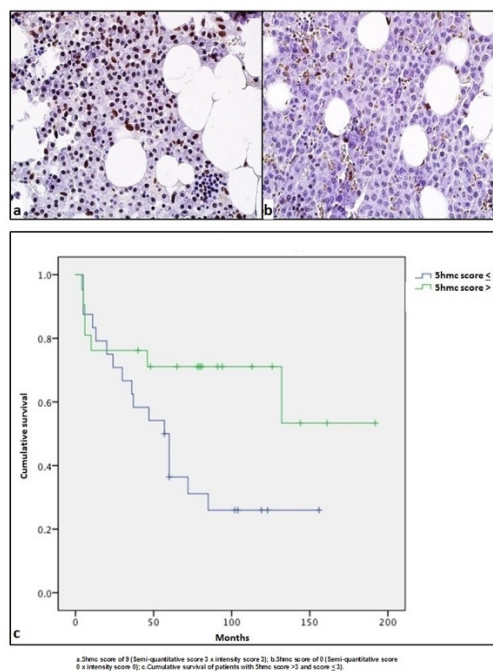 a
b
5hmc score ≤
5hmc score >
1.0
0.8
0.6
0.4
0.2
0.0
Cumulative survival
0
50
100
150
200
Months
c
a.5hmc score of 9 (Semi-quantitative score 3 x intensity score 3); b.5hmc score of 0 (Semi-quantitative score
0 x intensity score 0); c.Cumulative survival of patients with 5hmc score >3 and score ≤ 3).